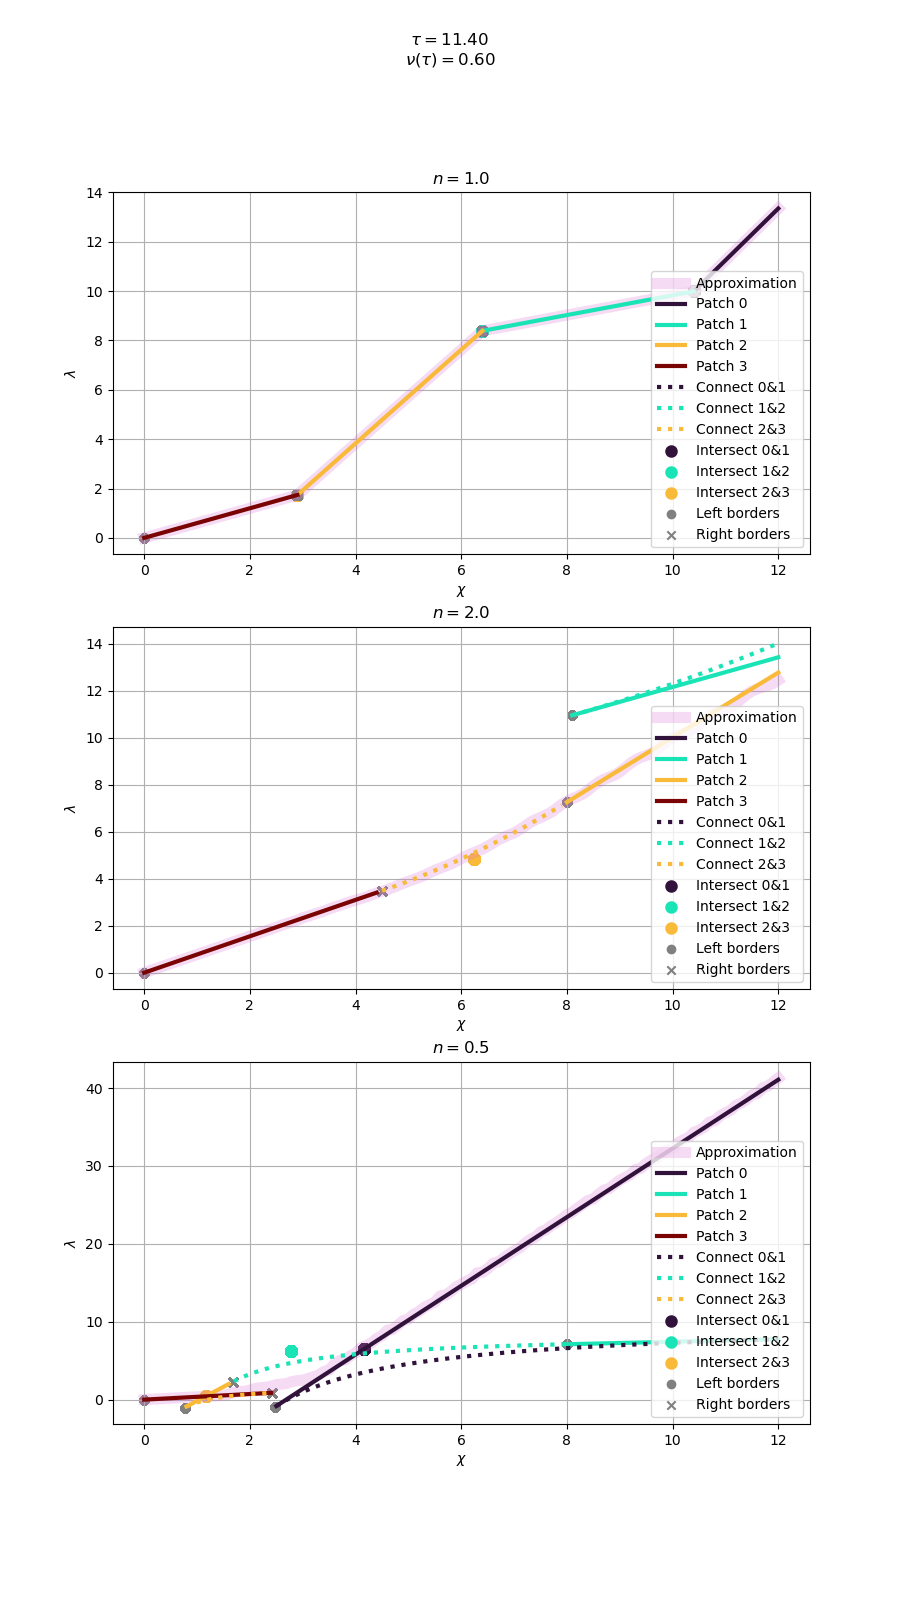 τ = 11.40
ν(τ) = 0.60
n = 1.0
14
12
10
8
6
4
2
0
λ
0 2 4 6 8 10 12
χ
Approximation
Patch 0
Patch 1
Patch 2
Patch 3
Connect 0&1
Connect 1&2
Connect 2&3
Intersect 0&1
Intersect 1&2
Intersect 2&3
Left borders
Right borders
n = 2.0
14
12
10
8
6
4
2
0
λ
0 2 4 6 8 10 12
χ
Approximation
Patch 0
Patch 1
Patch 2
Patch 3
Connect 0&1
Connect 1&2
Connect 2&3
Intersect 0&1
Intersect 1&2
Intersect 2&3
Left borders
Right borders
n = 0.5
40
30
20
10
0
λ
0 2 4 6 8 10 12
χ
Approximation
Patch 0
Patch 1
Patch 2
Patch 3
Connect 0&1
Connect 1&2
Connect 2&3
Intersect 0&1
Intersect 1&2
Intersect 2&3
Left borders
Right borders